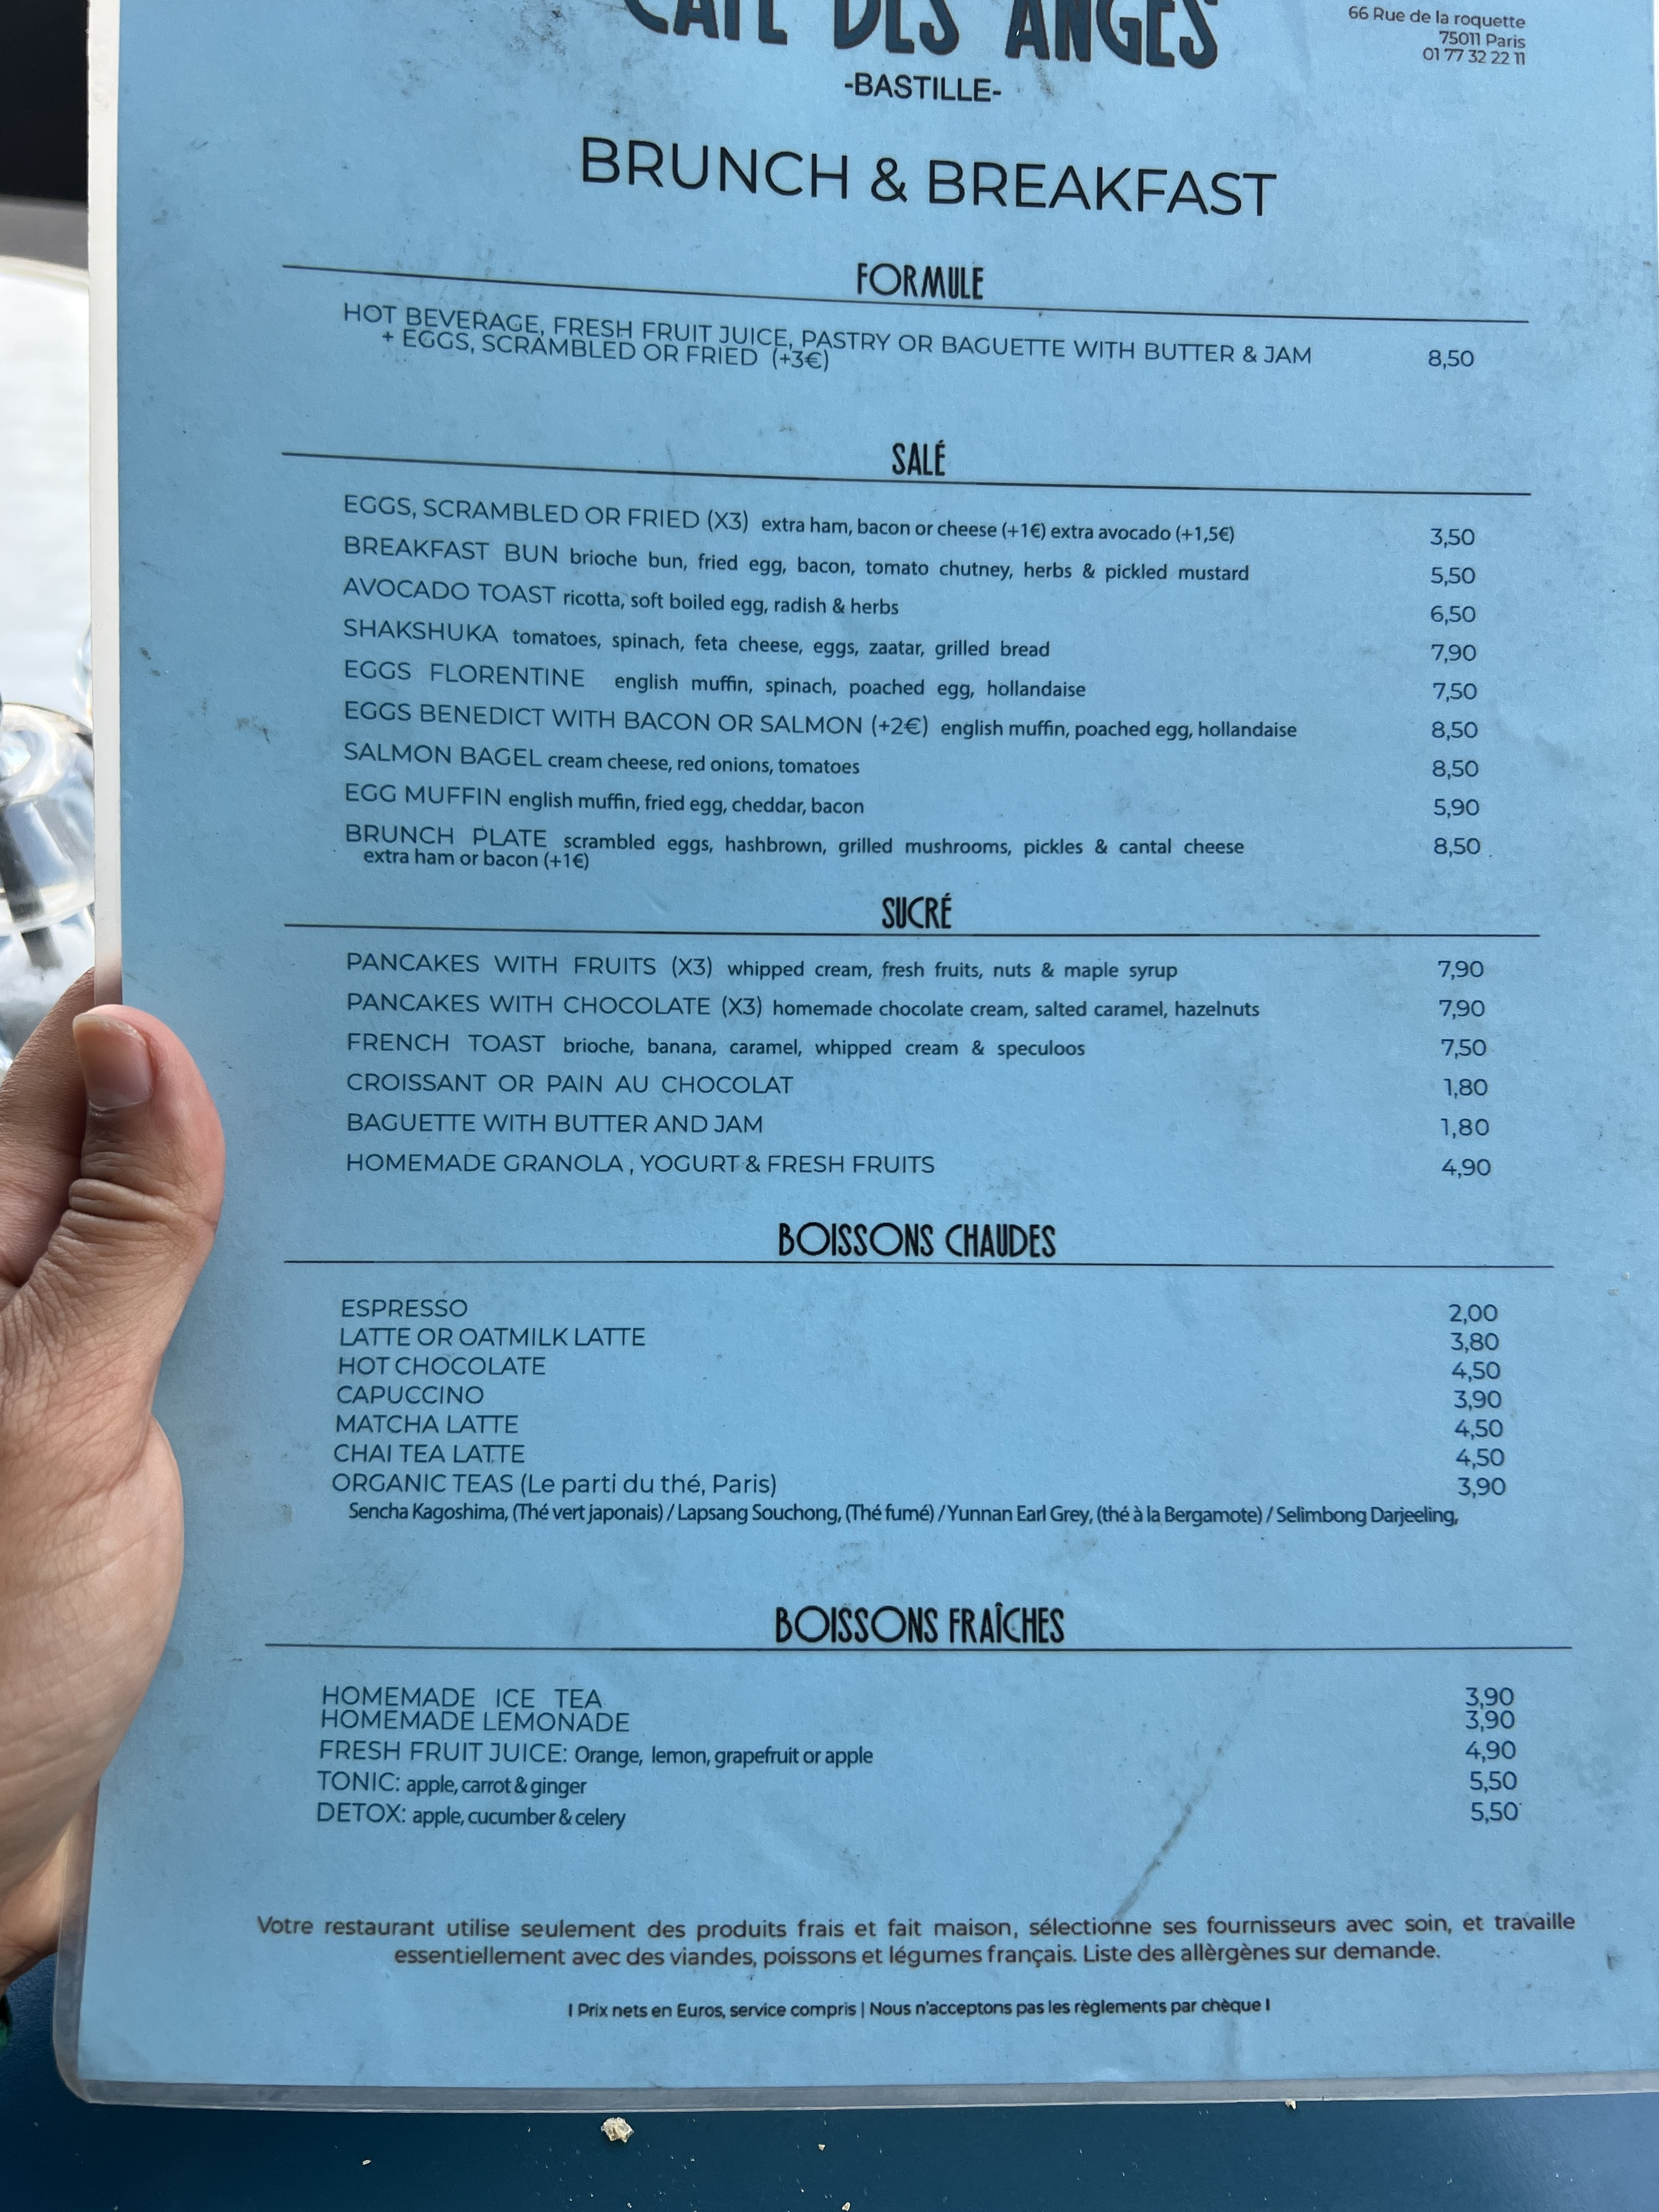 CAFE DES ANGES
66 Rue de la roquette
75011 Paris
01 77 32 22 11
-BASTILLE-
BRUNCH & BREAKFAST
FORMULE
HOT BEVERAGE, FRESH FRUIT JUICE, PASTRY OR BAGUETTE WITH BUTTER & JAM 8,50
+ EGGS, SCRAMBLED OR FRIED (+3€)
SALÉ
EGGS, SCRAMBLED OR FRIED (X3) extra ham, bacon or cheese (+1€) extra avocado (+1,5€) 3,50
BREAKFAST BUN brioche bun, fried egg, bacon, tomato chutney, herbs & pickled mustard 5,50
AVOCADO TOAST ricotta, soft boiled egg, radish & herbs 6,50
SHAKSHUKA tomatoes, spinach, feta cheese, eggs, zaatar, grilled bread 7,90
EGGS FLORENTINE english muffin, spinach, poached egg, hollandaise 7,50
EGGS BENEDICT WITH BACON OR SALMON (+2€) english muffin, poached egg, hollandaise 8,50
SALMON BAGEL cream cheese, red onions, tomatoes 8,50
EGG MUFFIN english muffin, fried egg, cheddar, bacon 5,90
BRUNCH PLATE scrambled eggs, hashbrown, grilled mushrooms, pickles & cantal cheese 8,50
extra ham or bacon (+1€)
SUCRÉ
PANCAKES WITH FRUITS (X3) whipped cream, fresh fruits, nuts & maple syrup 7,90
PANCAKES WITH CHOCOLATE (X3) homemade chocolate cream, salted caramel, hazelnuts 7,90
FRENCH TOAST brioche, banana, caramel, whipped cream & speculoos 7,50
CROISSANT OR PAIN AU CHOCOLAT 1,80
BAGUETTE WITH BUTTER AND JAM 1,80
HOMEMADE GRANOLA , YOGURT & FRESH FRUITS 4,90
BOISSONS CHAUDES
ESPRESSO 2,00
LATTE OR OATMILK LATTE 3,80
HOT CHOCOLATE 4,50
CAPUCCINO 3,90
MATCHA LATTE 4,50
CHAI TEA LATTE 4,50
ORGANIC TEAS (Le parti du thé, Paris) 3,90
Sencha Kagoshima, (Thé vert japonais) / Lapsang Souchong, (Thé fumé) / Yunnan Earl Grey, (thé à la Bergamote) / Selimbong Darjeeling,
BOISSONS FRAÎCHES
HOMEMADE ICE TEA 3,90
HOMEMADE LEMONADE 3,90
FRESH FRUIT JUICE: Orange, lemon, grapefruit or apple 4,90
TONIC: apple, carrot & ginger 5,50
DETOX: apple, cucumber & celery 5,50
Votre restaurant utilise seulement des produits frais et fait maison, sélectionne ses fournisseurs avec soin, et travaille
essentiellement avec des viandes, poissons et légumes français. Liste des allèrgènes sur demande.
I Prix nets en Euros, service compris | Nous n'acceptons pas les règlements par chèque I